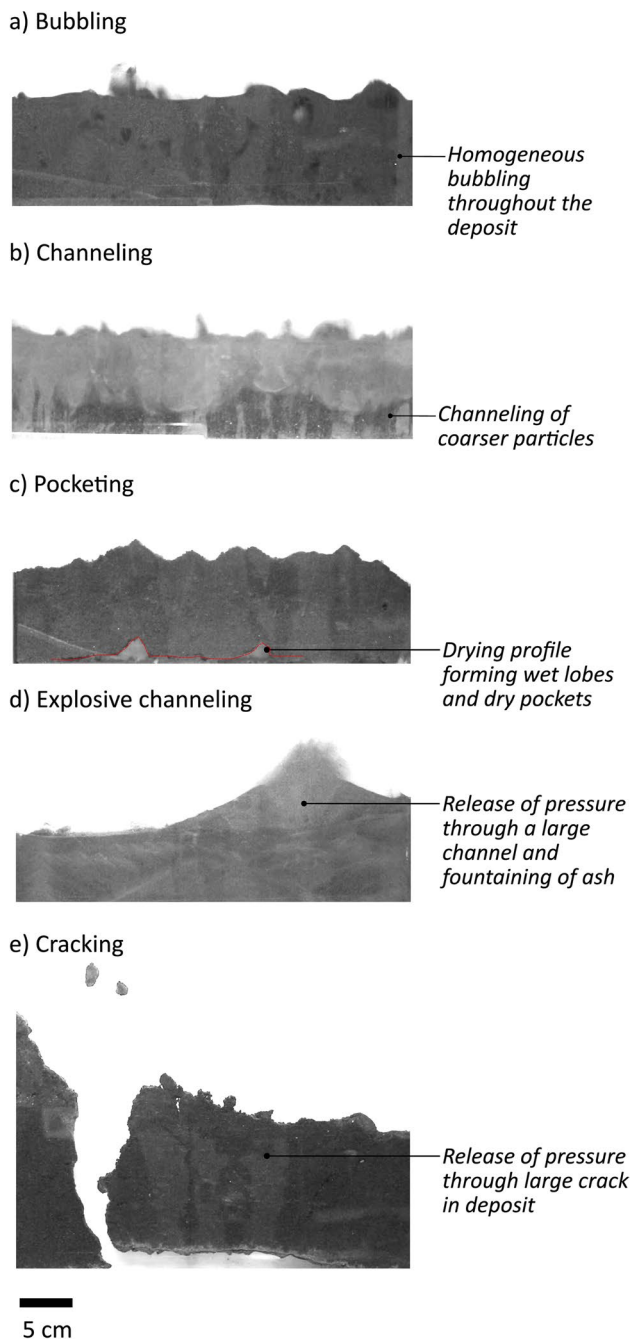 a) Bubbling
Homogeneous
bubbling
throughout the
deposit
b) Channeling
Channeling of
coarser particles
c) Pocketing
Drying profile
forming wet lobes
and dry pockets
d) Explosive channeling
Release of pressure
through a large
channel and
fountaining of ash
e) Cracking
Release of pressure
through large crack
in deposit
5 cm